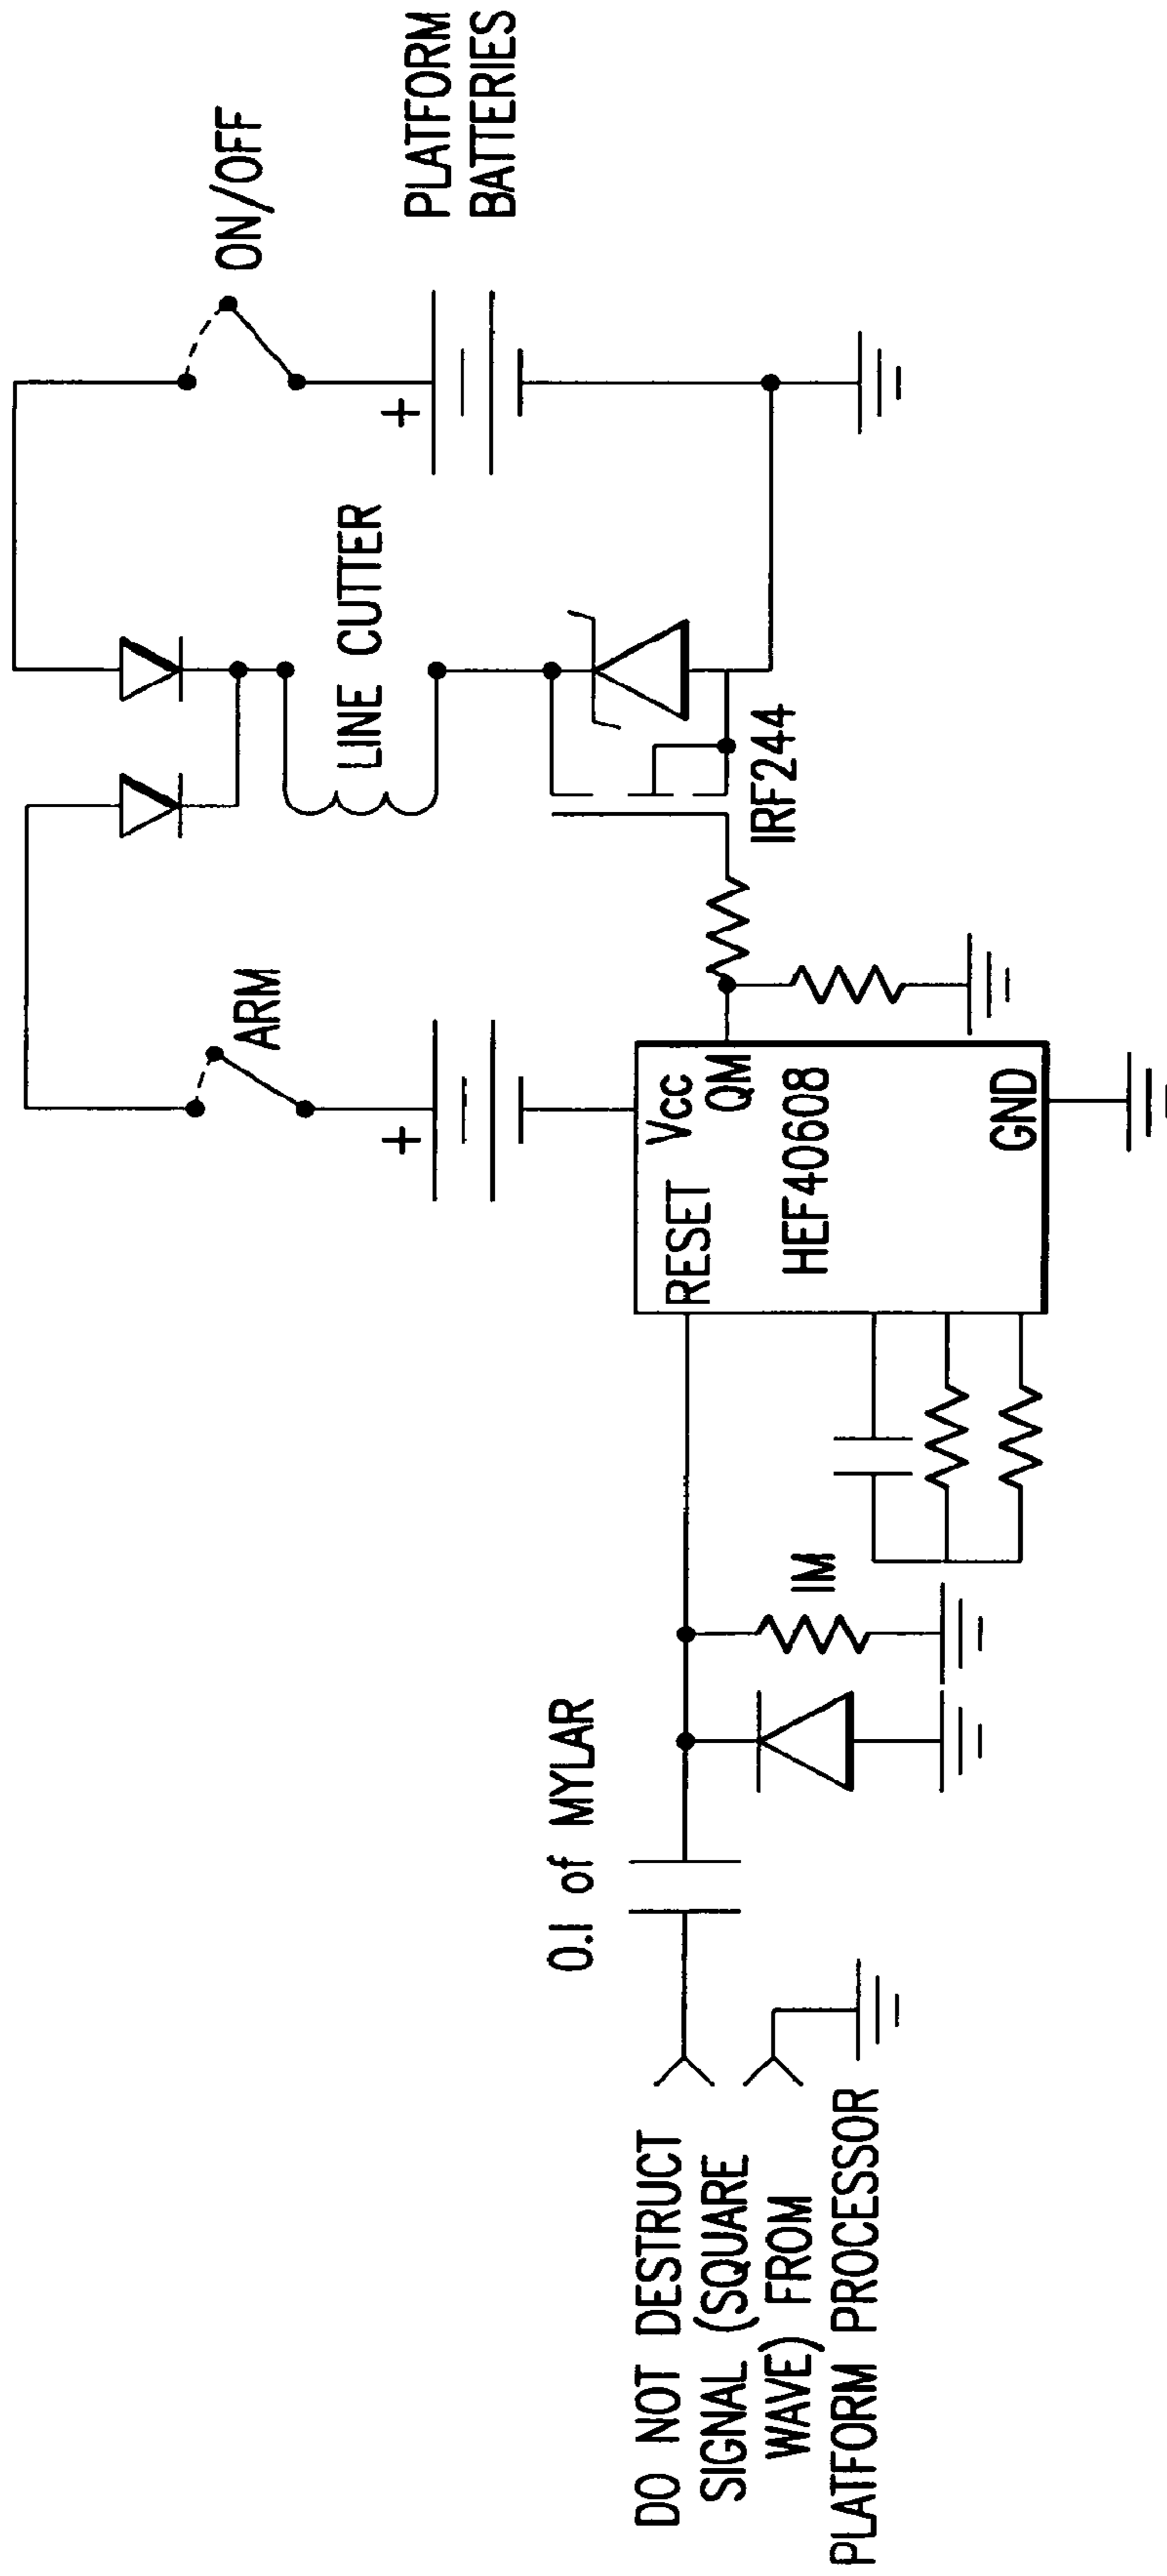 DO NOT DESTRUCT
SIGNAL (SQUARE
WAVE) FROM
PLATFORM PROCESSOR
0.1 of MYLAR
1M
ARM
RESET
Vcc
QM
HEF40608
GND
LINE CUTTER
IRF244
ON/OFF
+
+
PLATFORM
BATTERIES